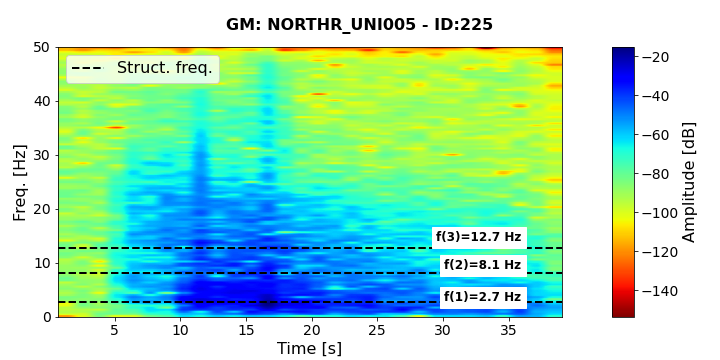 GM: NORTHR_UNI005 - ID:225
Struct. freq.
50
40
30
20
10
0
Freq. [Hz]
f(3)=12.7 Hz
f(2)=8.1 Hz
f(1)=2.7 Hz
5 10 15 20 25 30 35
Time [s]
−20
−40
−60
−80
−100
−120
−140
Amplitude [dB]